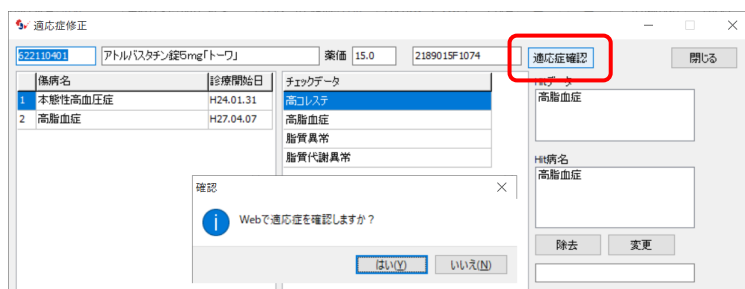 適応症修正
622110401 アトルバスタチン錠5mg「トーワ」 薬価 15.0 2189015F1074 適応症確認 閉じる
傷病名 診療開始日 チェックデータ Hitデータ
1 本態性高血圧症 H24.01.31 高コレステ 高脂血症
2 高脂血症 H27.04.07 高脂血症
脂質異常
脂質代謝異常 Hit病名
高脂血症
確認
Webで適応症を確認しますか？
除去 変更
はい(Y) いいえ(N)